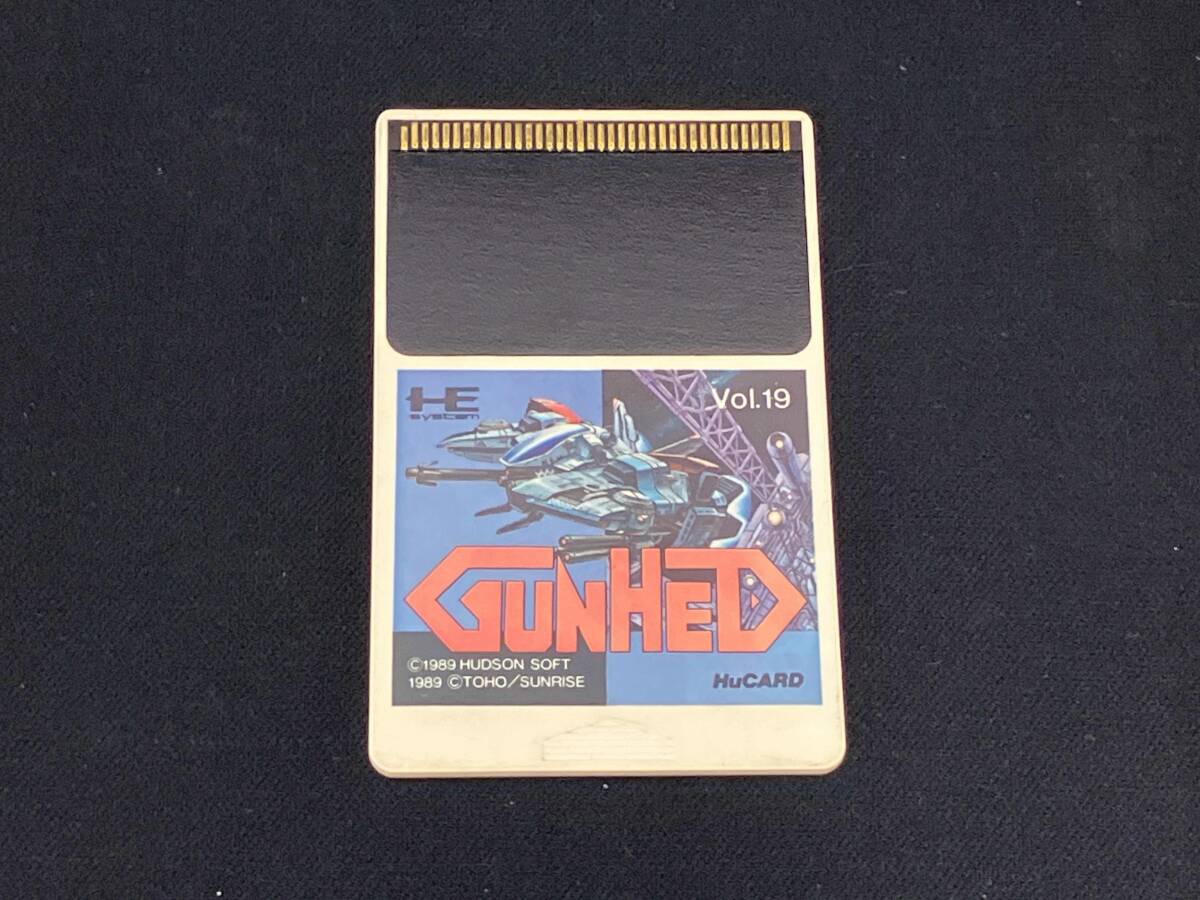 HE
system
Vol.19
GUNHED
©1989 HUDSON SOFT
1989 ©TOHO/SUNRISE
HuCARD